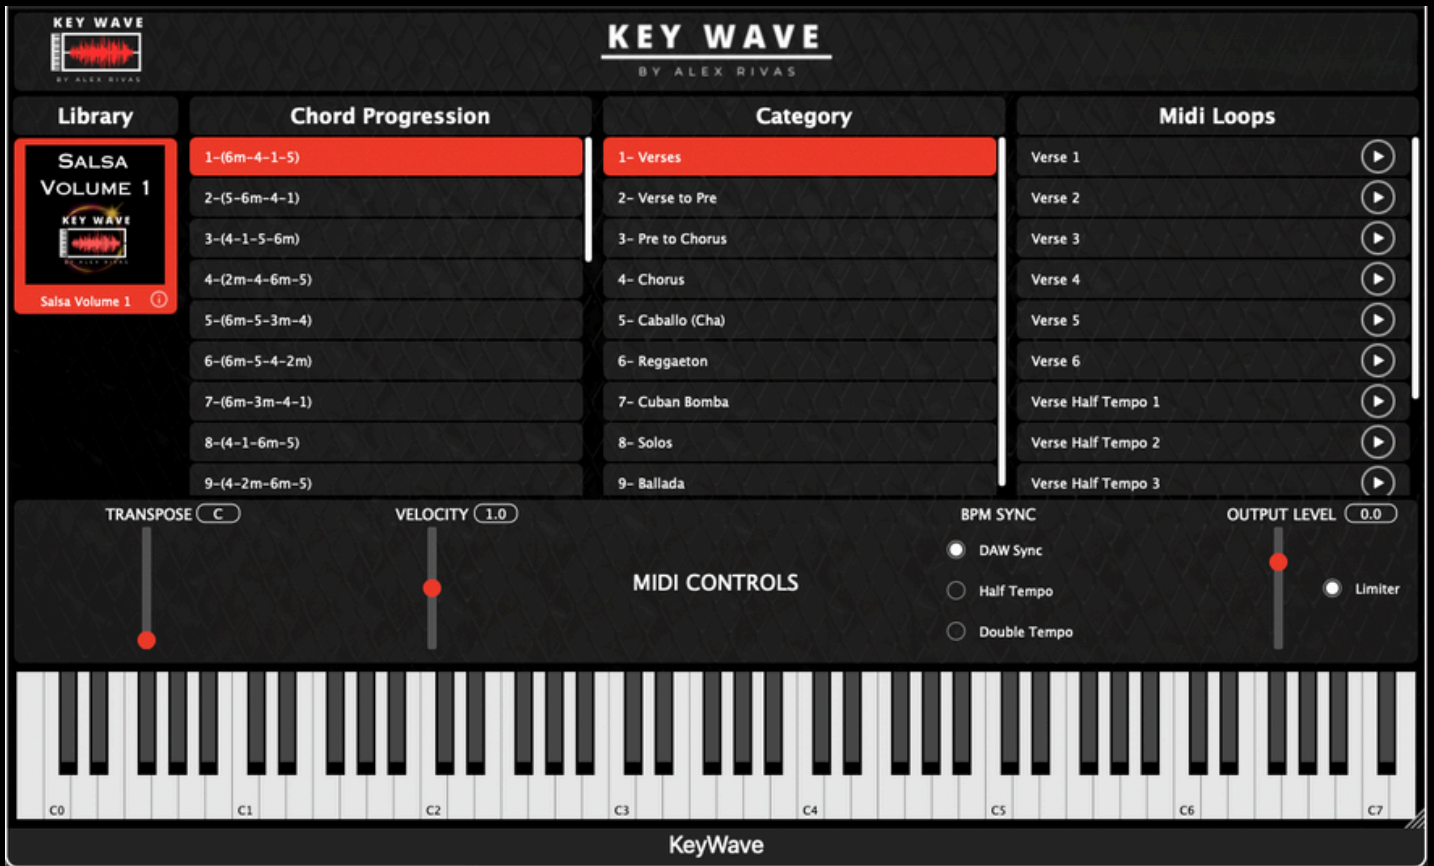 KEY WAVE
BY ALEX RIVAS
KEY WAVE
BY ALEX RIVAS
Library
Chord Progression
Category
Midi Loops
SALSA
VOLUME 1
KEY WAVE
BY ALEX RIVAS
Salsa Volume 1
1-(6m-4-1-5)
2-(5-6m-4-1)
3-(4-1-5-6m)
4-(2m-4-6m-5)
5-(6m-5-3m-4)
6-(6m-5-4-2m)
7-(6m-3m-4-1)
8-(4-1-6m-5)
9-(4-2m-6m-5)
1- Verses
2- Verse to Pre
3- Pre to Chorus
4- Chorus
5- Caballo (Cha)
6- Reggaeton
7- Cuban Bomba
8- Solos
9- Ballada
Verse 1
Verse 2
Verse 3
Verse 4
Verse 5
Verse 6
Verse Half Tempo 1
Verse Half Tempo 2
Verse Half Tempo 3
TRANSPOSE C
VELOCITY 1.0
MIDI CONTROLS
BPM SYNC
DAW Sync
Half Tempo
Double Tempo
OUTPUT LEVEL 0.0
Limiter
C0 C1 C2 C3 C4 C5 C6 C7
KeyWave